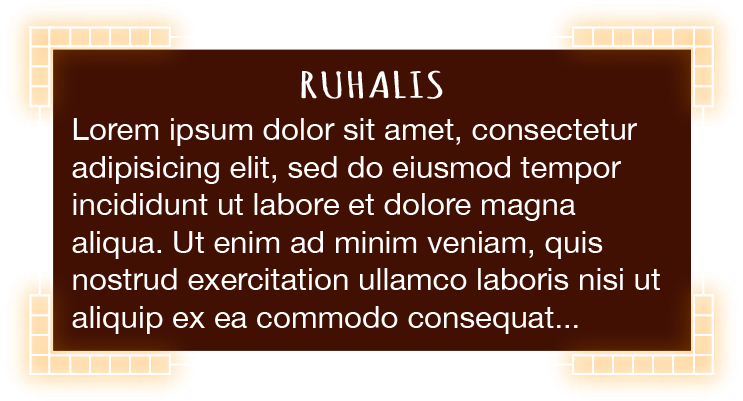 RUHALIS
Lorem ipsum dolor sit amet, consectetur
adipisicing elit, sed do eiusmod tempor
incididunt ut labore et dolore magna
aliqua. Ut enim ad minim veniam, quis
nostrud exercitation ullamco laboris nisi ut
aliquip ex ea commodo consequat...